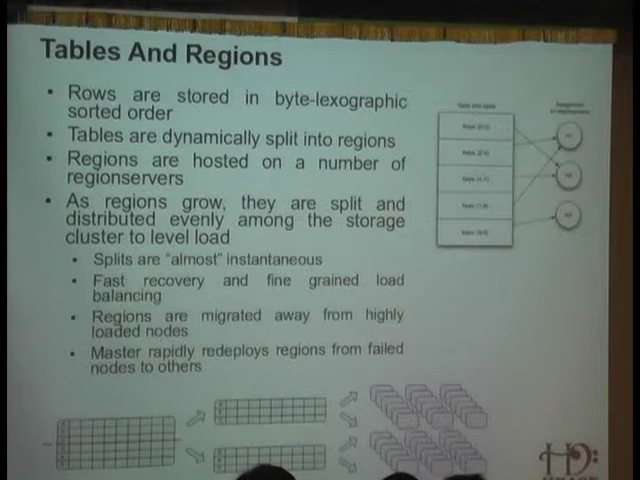 Tables And Regions
• Rows are stored in byte-lexographic
sorted order
• Tables are dynamically split into regions
• Regions are hosted on a number of
regionservers
• As regions grow, they are split and
distributed evenly among the storage
cluster to level load
• Splits are "almost" instantaneous
• Fast recovery and fine grained load
balancing
• Regions are migrated away from highly
loaded nodes
• Master rapidly redeploys regions from failed
nodes to others